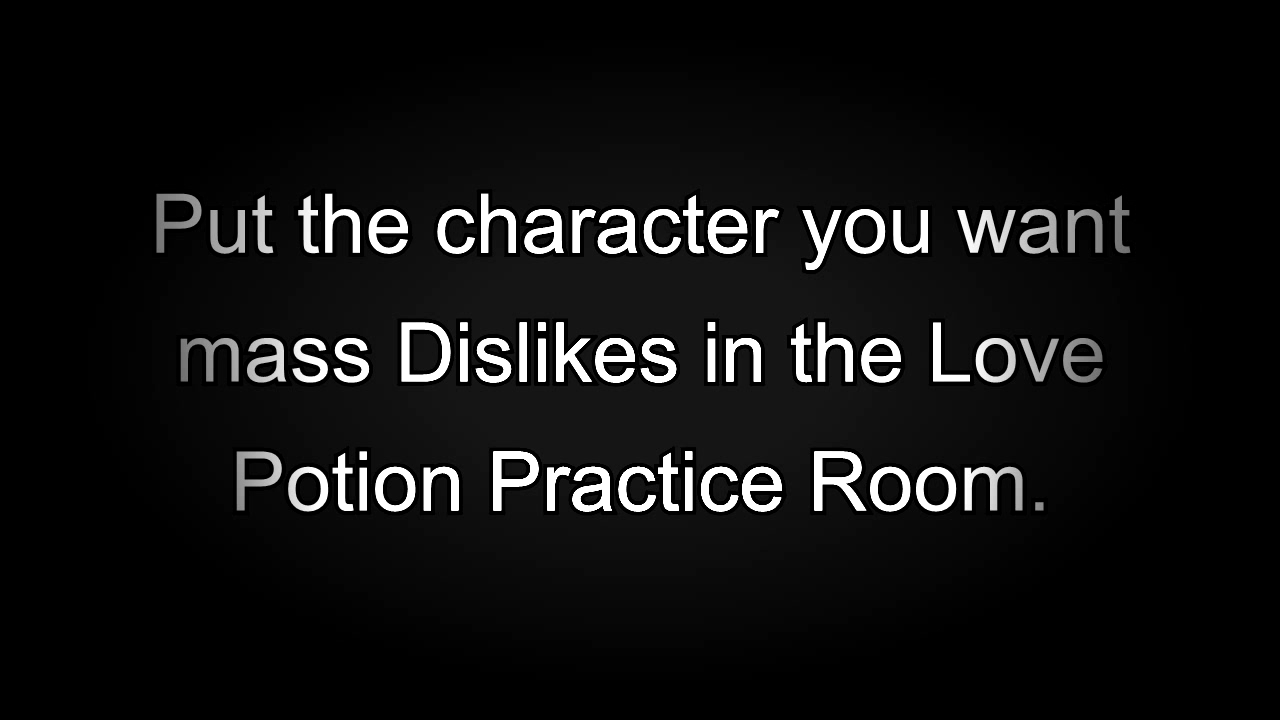 Put the character you want
mass Dislikes in the Love
Potion Practice Room.